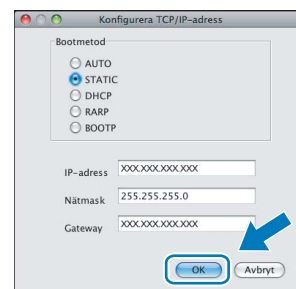 Konfigurera TCP/IP-adress
Bootmetod
AUTO
STATIC
DHCP
RARP
BOOTP
IP-adress XXX.XXX.XXX.XXX
Nätmask 255.255.255.0
Gateway XXX.XXX.XXX.XXX
OK Avbryt